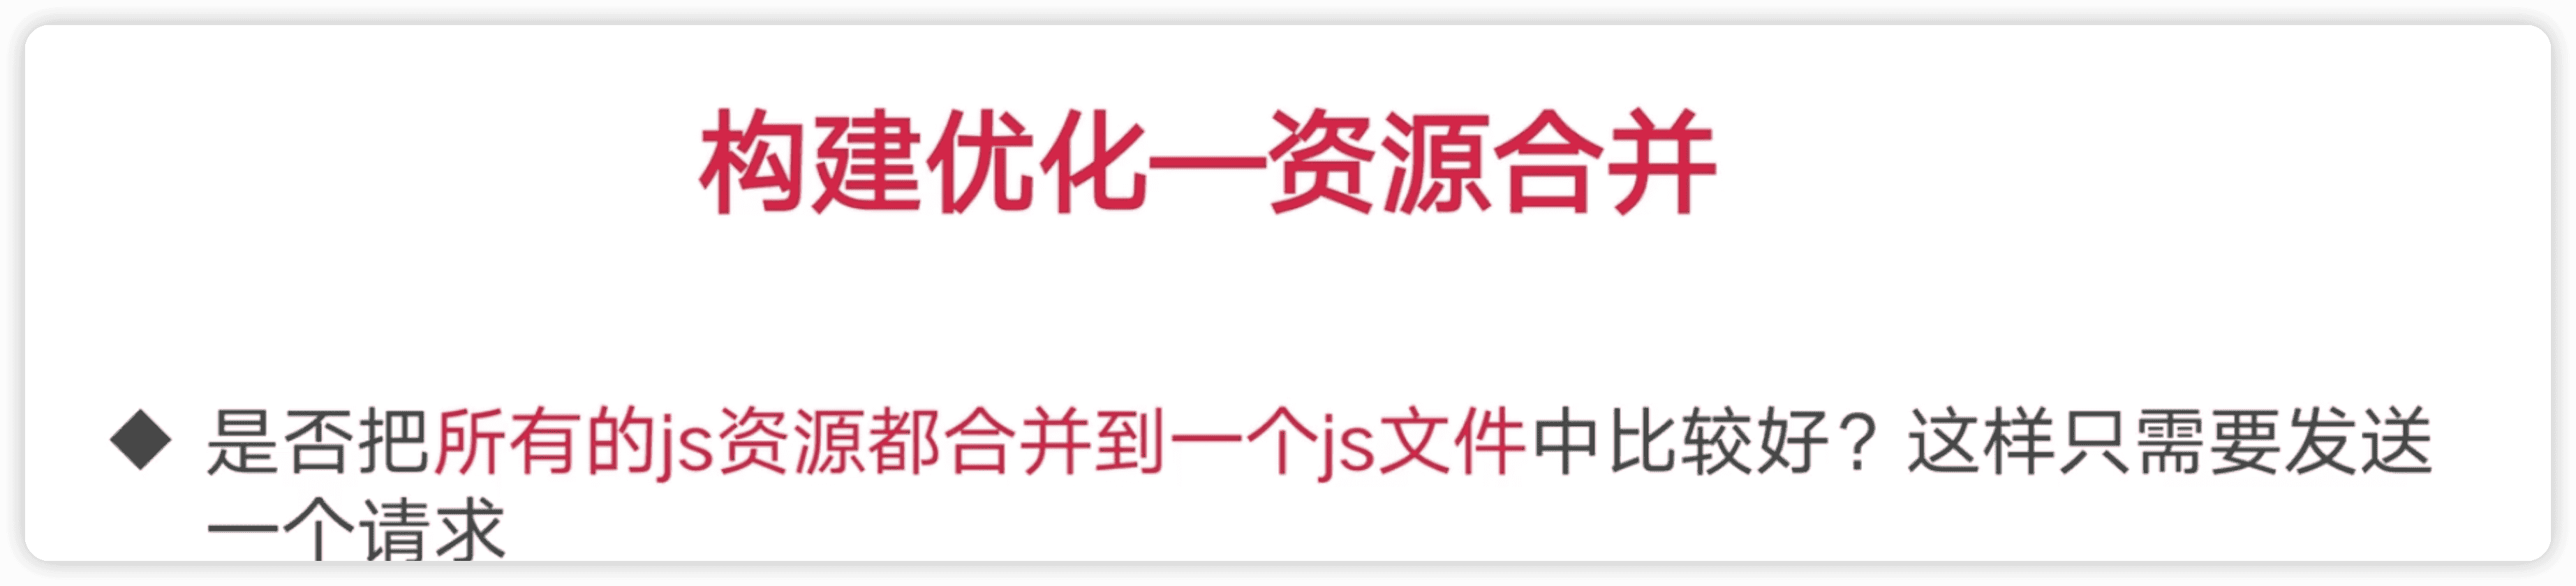 构建优化—资源合并
是否把所有的js资源都合并到一个js文件中比较好？这样只需要发送
一个请求